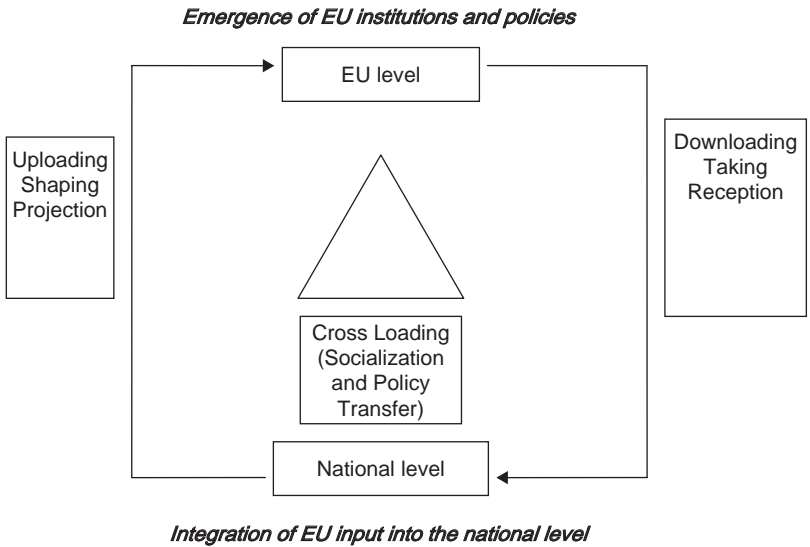 Emergence of EU institutions and policies
EU level
Uploading
Shaping
Projection
Downloading
Taking
Reception
Cross Loading
(Socialization
and Policy
Transfer)
National level
Integration of EU input into the national level